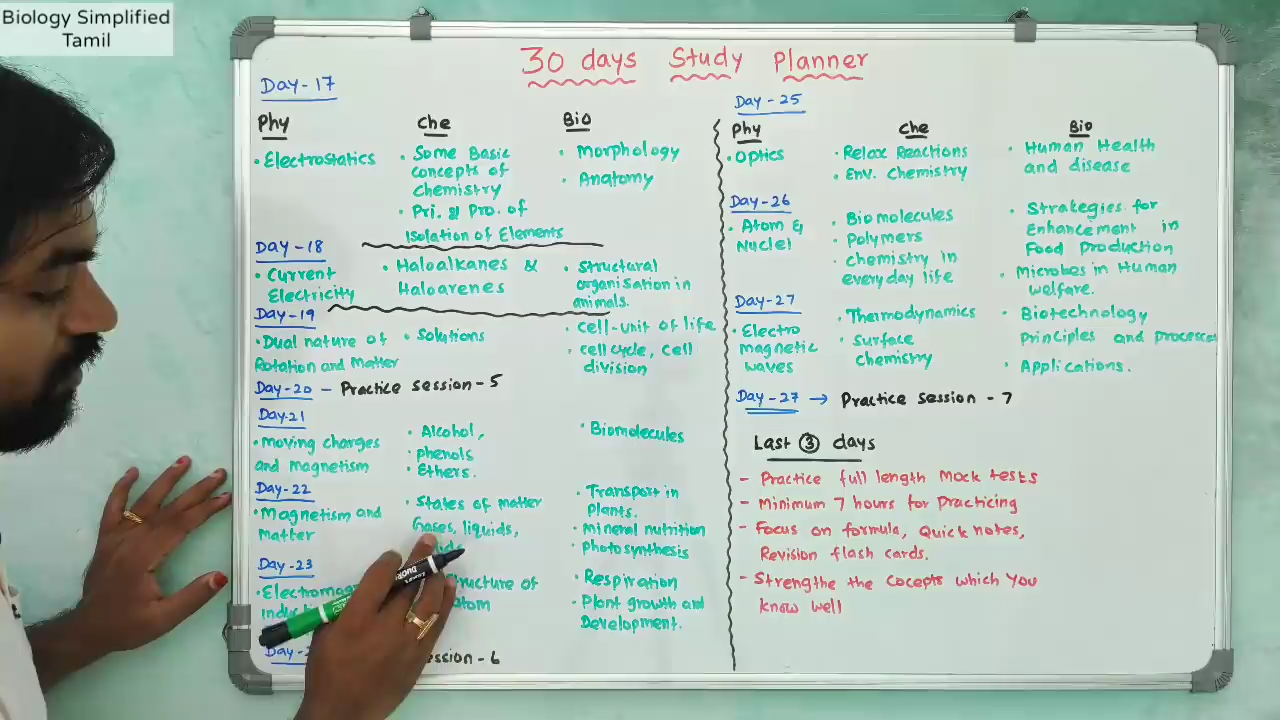 Biology Simplified
Tamil
30 days Study Planner
Day-17
Phy
Che
Bio
• Electrostatics
• Some Basic
concepts of
Chemistry
• Pri. & Pro. of
Isolation of Elements
• Morphology
• Anatomy
Day-18
• Current
Electricity
• Haloalkanes &
Haloarenes
• Structural
organisation in
animals.
Day-19
• Dual nature of
Rotation and Matter
• Solutions
• cell-unit of life
• cell cycle, cell
division
Day-20 - Practice session-5
Day-21
• Moving charges
and magnetism
• Alcohol,
• phenols
• Ethers.
• Biomolecules
Day-22
• Magnetism and
Matter
• States of matter
Gases, liquids,
• Transport in
Plants.
• Mineral nutrition
• Photosynthesis
Day-23
structure of
atom
• Respiration
• Plant growth and
Development.
-6
Day-25
Phy
Che
Bio
• Optics
• Relox Reactions
• Env. Chemistry
• Human Health
and disease
Day-26
• Atom &
Nuclei
• Biomolecules
• Polymers
• chemistry in
everyday life
• Strategies for
Enhancement in
Food production
• Microbes in Human
welfare.
Day-27
• Electro
magnetic
waves
• Thermodynamics
• Surface
chemistry
• Biotechnology
Principles and processes
• Applications.
Day-27 → Practice session - 7
Last ③ days
- Practice full length Mock tests
- Minimum 7 hours for Practicing
- Focus on formula, Quick notes,
Revision flash cards.
- Strengthe the Cocepts which You
know well